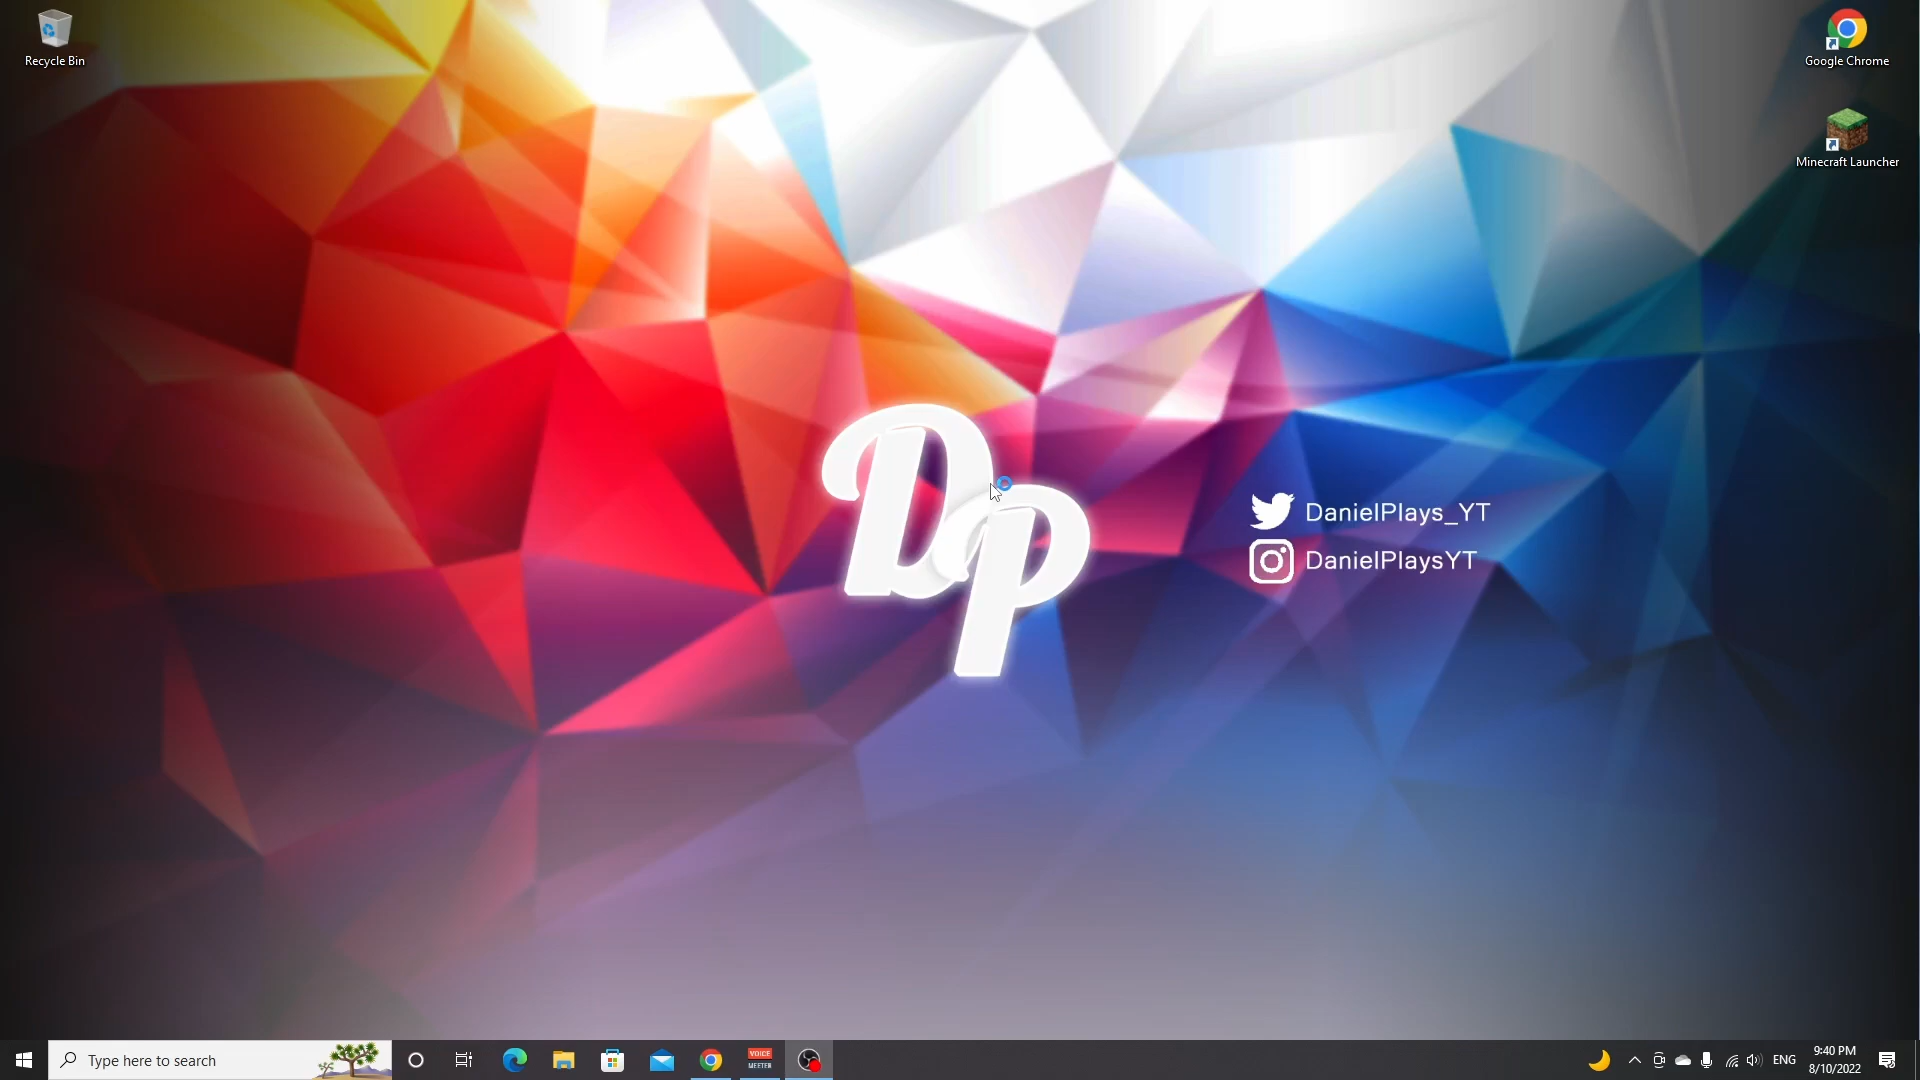 Recycle Bin
Google Chrome
Minecraft Launcher
DP
DanielPlays_YT
DanielPlaysYT
Type here to search
VOICE
MEETER
ENG
9:40 PM
8/10/2022